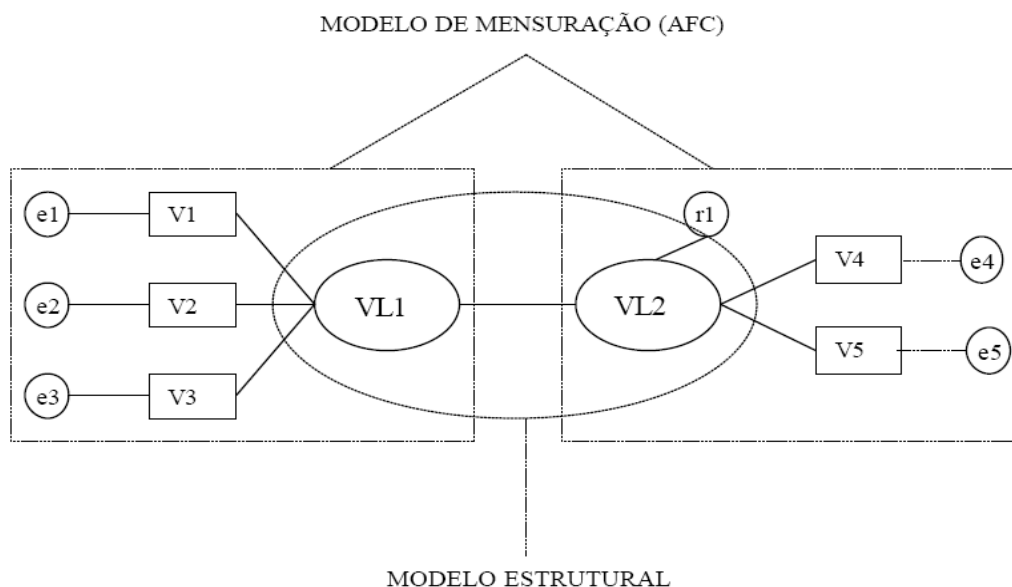 MODELO DE MENSURAÇÃO (AFC)
e1 V1 r1
V4 e4
e2 V2 VL1 VL2
V5 e5
e3 V3
MODELO ESTRUTURAL